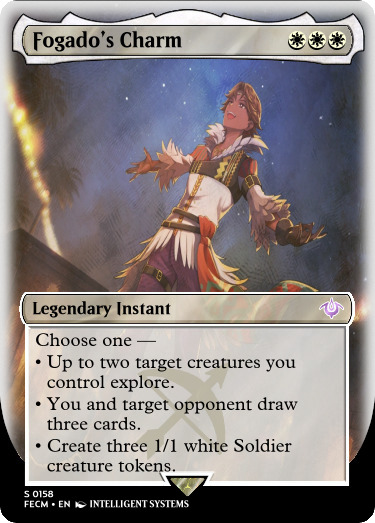 Fogado's Charm
Legendary Instant
Choose one —
• Up to two target creatures you
control explore.
• You and target opponent draw
three cards.
• Create three 1/1 white Soldier
creature tokens.
S 0158
FECM • EN INTELLIGENT SYSTEMS